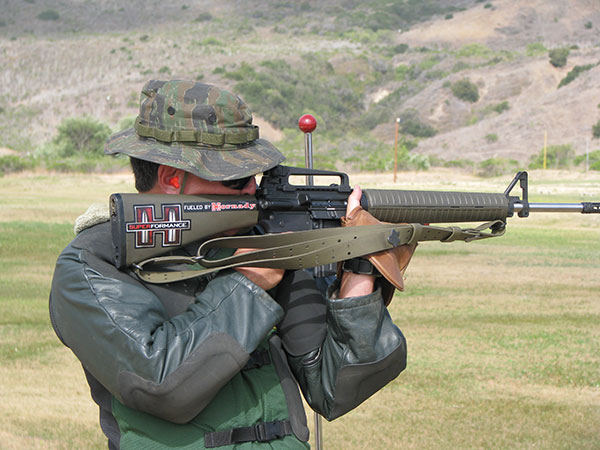 FUELED BY Hornady
H
SUPERFORMANCE